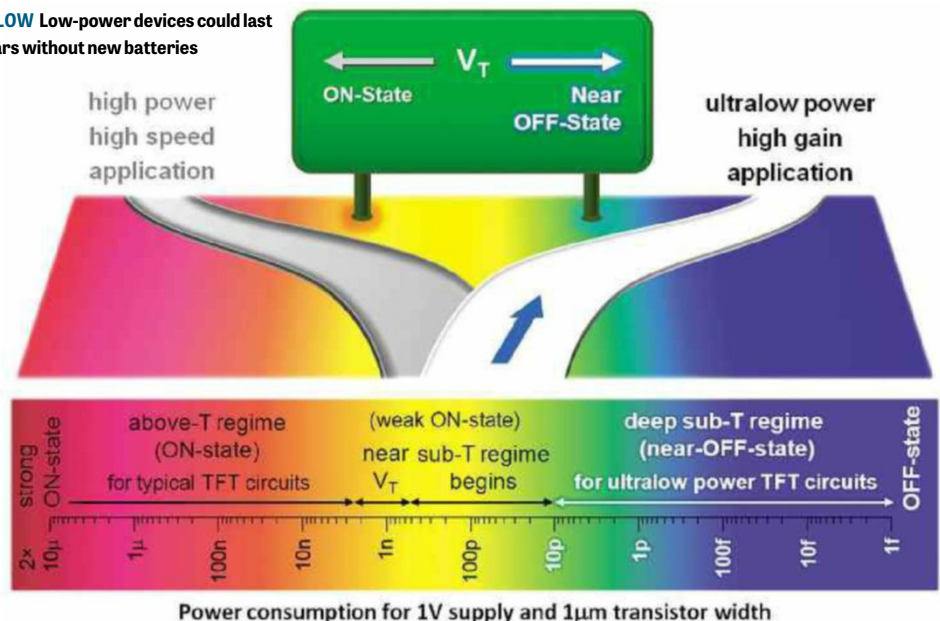 LOW Low-power devices could last
ars without new batteries
V_T
ON-State
Near
OFF-State
high power
high speed
application
ultralow power
high gain
application
strong
ON-state
above-T regime
(ON-state)
for typical TFT circuits
(weak ON-state)
near
V_T
sub-T regime
begins
deep sub-T regime
(near-OFF-state)
for ultralow power TFT circuits
OFF-state
2x
10μ
1μ
100n
10n
1n
100p
10p
1p
100f
10f
1f
Power consumption for 1V supply and 1μm transistor width